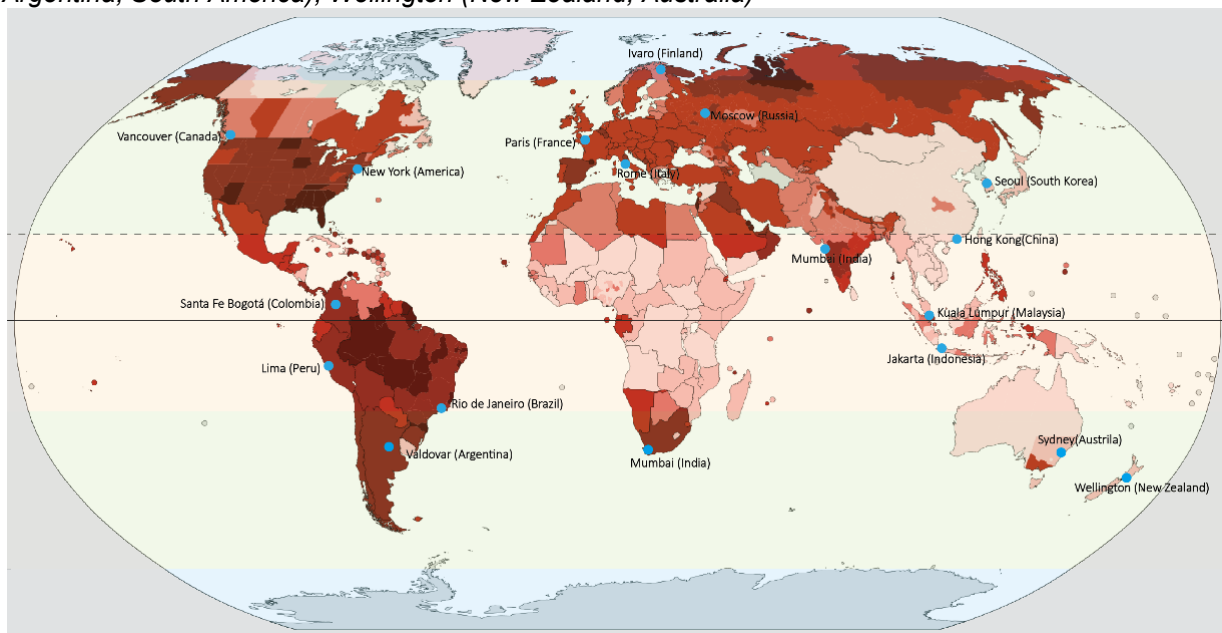 Argentina, South America), Wellington (New Zealand, Australia)
Ivaro (Finland)
Moscow (Russia)
Vancouver (Canada)
Paris (France)
New York (America)
Rome (Italy)
Seoul (South Korea)
Hong Kong(China)
Mumbai (India)
Santa Fe Bogotá (Colombia)
Kuala Lumpur (Malaysia)
Jakarta (Indonesia)
Lima (Peru)
Rio de Janeiro (Brazil)
Sydney(Austrila)
Valdovar (Argentina)
Mumbai (India)
Wellington (New Zealand)